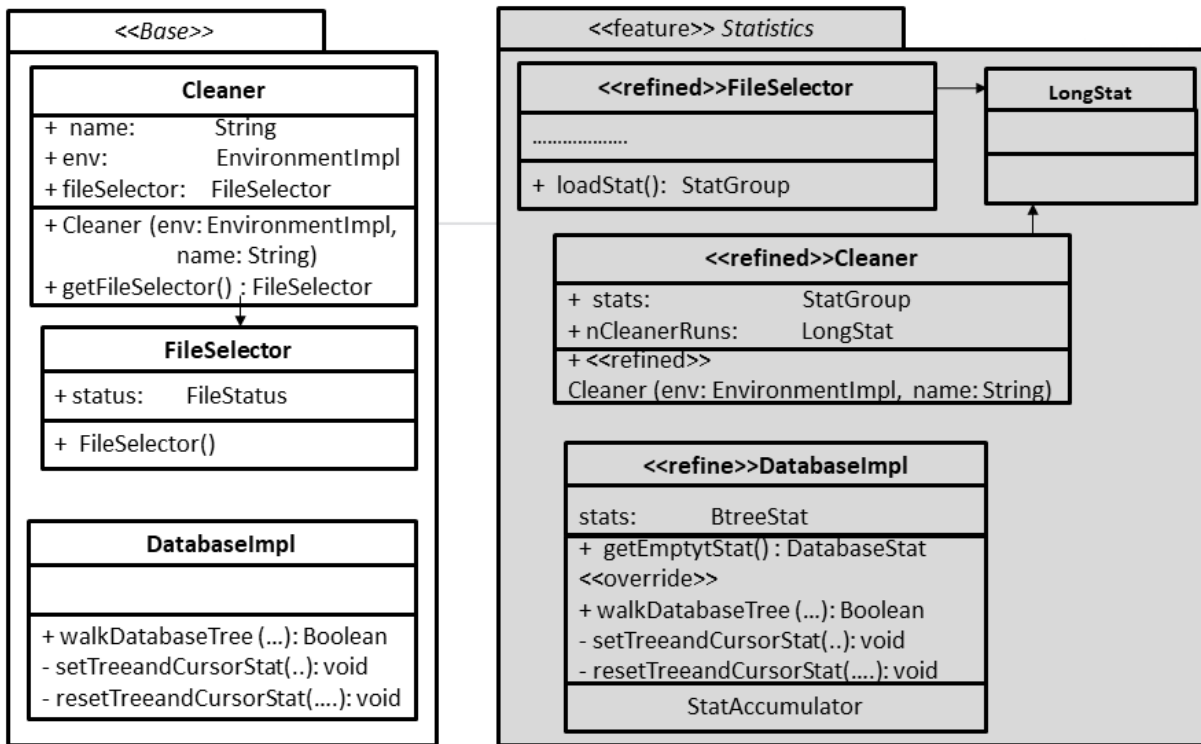 <<Base>>
Cleaner
+ name: String
+ env: EnvironmentImpl
+ fileSelector: FileSelector
+ Cleaner (env: EnvironmentImpl,
name: String)
+ getFileSelector() : FileSelector
FileSelector
+ status: FileStatus
+ FileSelector()
DatabaseImpl
+ walkDatabaseTree (...): Boolean
- setTreeandCursorStat(..): void
- resetTreeandCursorStat(....): void
<<feature>> Statistics
<<refined>>FileSelector
...................
+ loadStat(): StatGroup
LongStat
<<refined>>Cleaner
+ stats: StatGroup
+ nCleanerRuns: LongStat
+ <<refined>>
Cleaner (env: EnvironmentImpl, name: String)
<<refine>>DatabaseImpl
stats: BtreeStat
+ getEmptytStat() : DatabaseStat
<<override>>
+ walkDatabaseTree (...): Boolean
- setTreeandCursorStat(..): void
- resetTreeandCursorStat(....): void
StatAccumulator